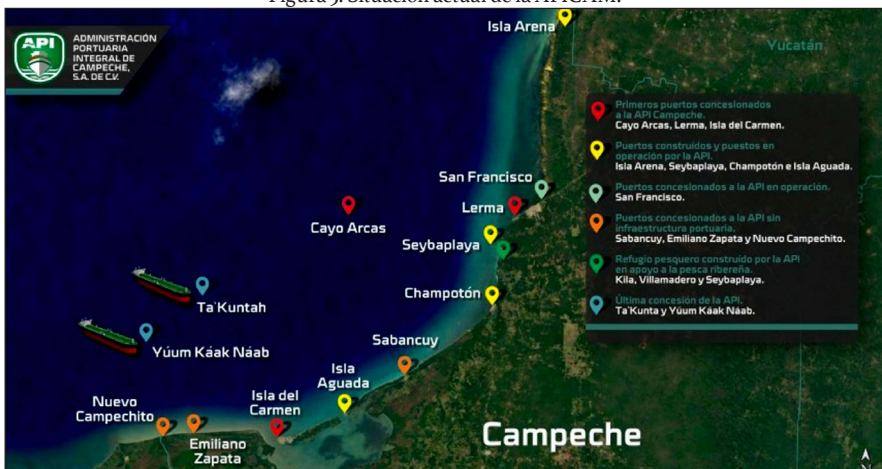 Figura 5. Situación actual de la APICAM.
API
ADMINISTRACIÓN
PORTUARIA
INTEGRAL DE
CAMPECHE,
S.A. DE C.V.
Isla Arena
Yucatán
Primeros puertos concesionados
a la API Campeche.
Cayo Arcas, Lerma, Isla del Carmen.
Puertos construidos y puestos en
operación por la API.
Isla Arena, Seybaplaya, Champotón e Isla Aguada.
Puertos concesionados a la API en operación.
San Francisco.
Puertos concesionados a la API sin
infraestructura portuaria.
Sabancuy, Emiliano Zapata y Nuevo Campechito.
Refugio pesquero construido por la API
en apoyo a la pesca ribereña.
Kila, Villamadero y Seybaplaya.
Última concesión de la API.
Ta'Kunta y Yúum Káak Náab.
San Francisco
Lerma
Cayo Arcas
Seybaplaya
Ta'Kuntah
Champotón
Yúum Káak Náab
Sabancuy
Isla
Aguada
Isla del
Carmen
Nuevo
Campechito
Emiliano
Zapata
Campeche
N